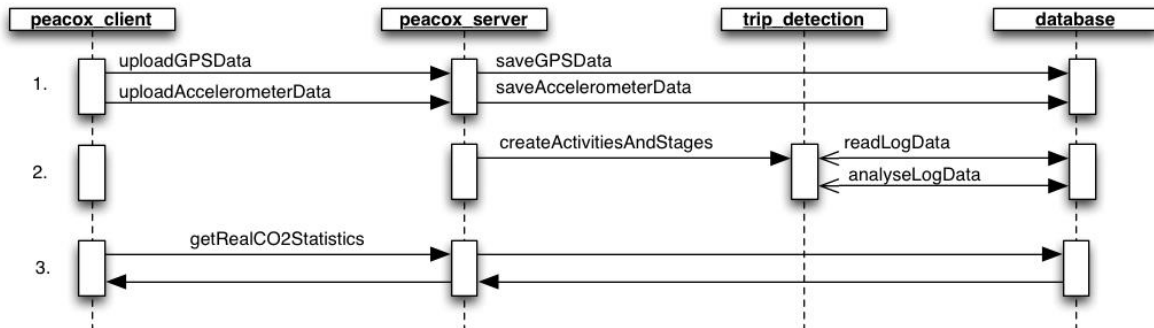 peacox_client peacox_server trip_detection database
1. uploadGPSData saveGPSData
uploadAccelerometerData saveAccelerometerData
2. createActivitiesAndStages readLogData
analyseLogData
3. getRealCO2Statistics